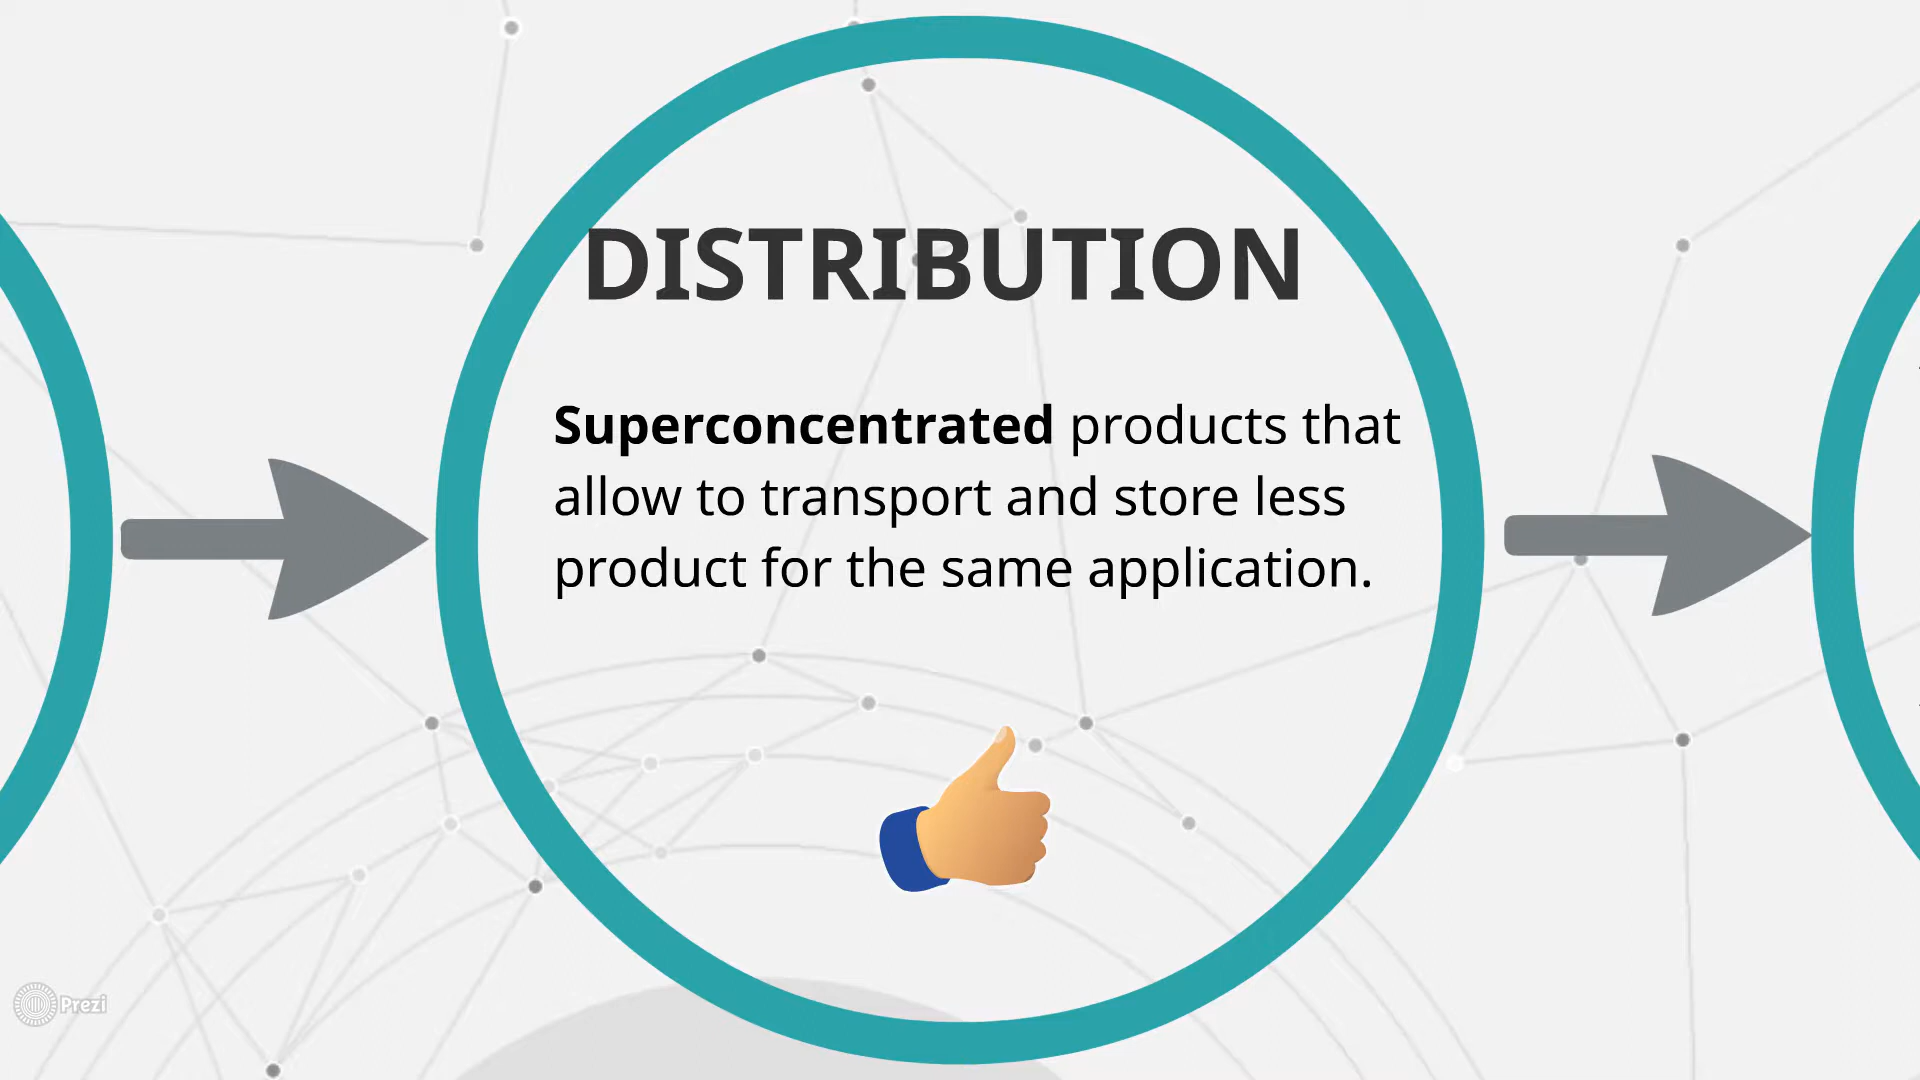 DISTRIBUTION
Superconcentrated products that
allow to transport and store less
product for the same application.
Prezi